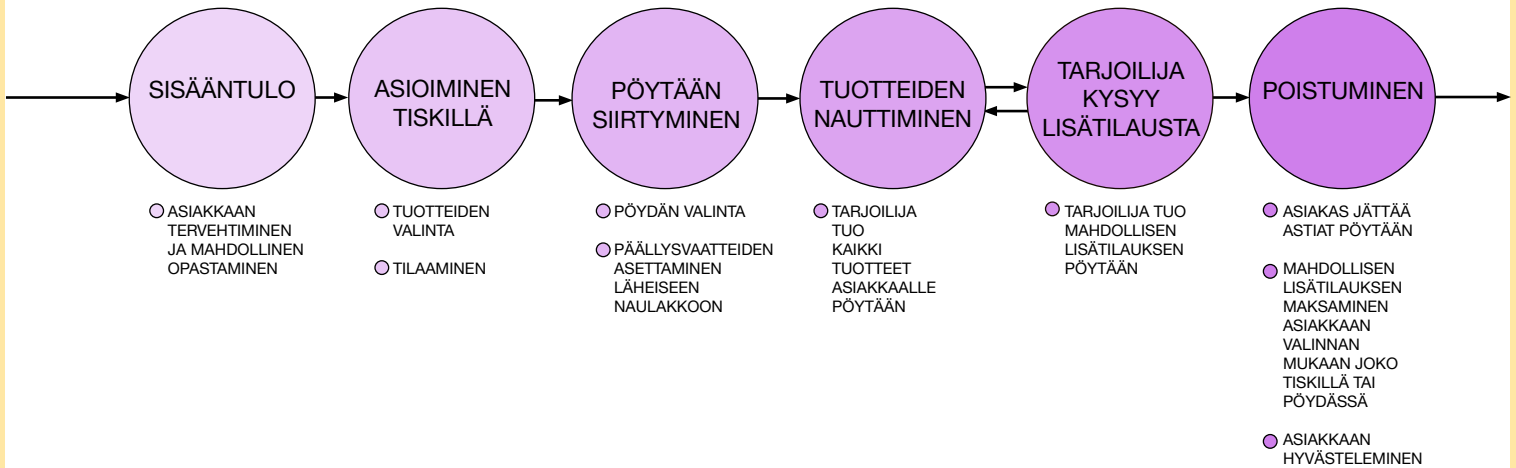 SISÄÄNTULO
ASIOIMINEN
TISKILLÄ
PÖYTÄÄN
SIIRTYMINEN
TUOTTEIDEN
NAUTTIMINEN
TARJOILIJA
KYSYY
LISÄTILAUSTA
POISTUMINEN
ASIAKKAAN
TERVEHTIMINEN
JA MAHDOLLINEN
OPASTAMINEN
TUOTTEIDEN
VALINTA
TILAAMINEN
PÖYDÄN VALINTA
PÄÄLLYSVAATTEIDEN
ASETTAMINEN
LÄHEISEEN
NAULAKKOON
TARJOILIJA
TUO
KAIKKI
TUOTTEET
ASIAKKAALLE
PÖYTÄÄN
TARJOILIJA TUO
MAHDOLLISEN
LISÄTILAUKSEN
PÖYTÄÄN
ASIAKAS JÄTTÄÄ
ASTIAT PÖYTÄÄN
MAHDOLLISEN
LISÄTILAUKSEN
MAKSAMINEN
ASIAKKAAN
VALINNAN
MUKAAN JOKO
TISKILLÄ TAI
PÖYDÄSSÄ
ASIAKKAAN
HYVÄSTELEMINEN